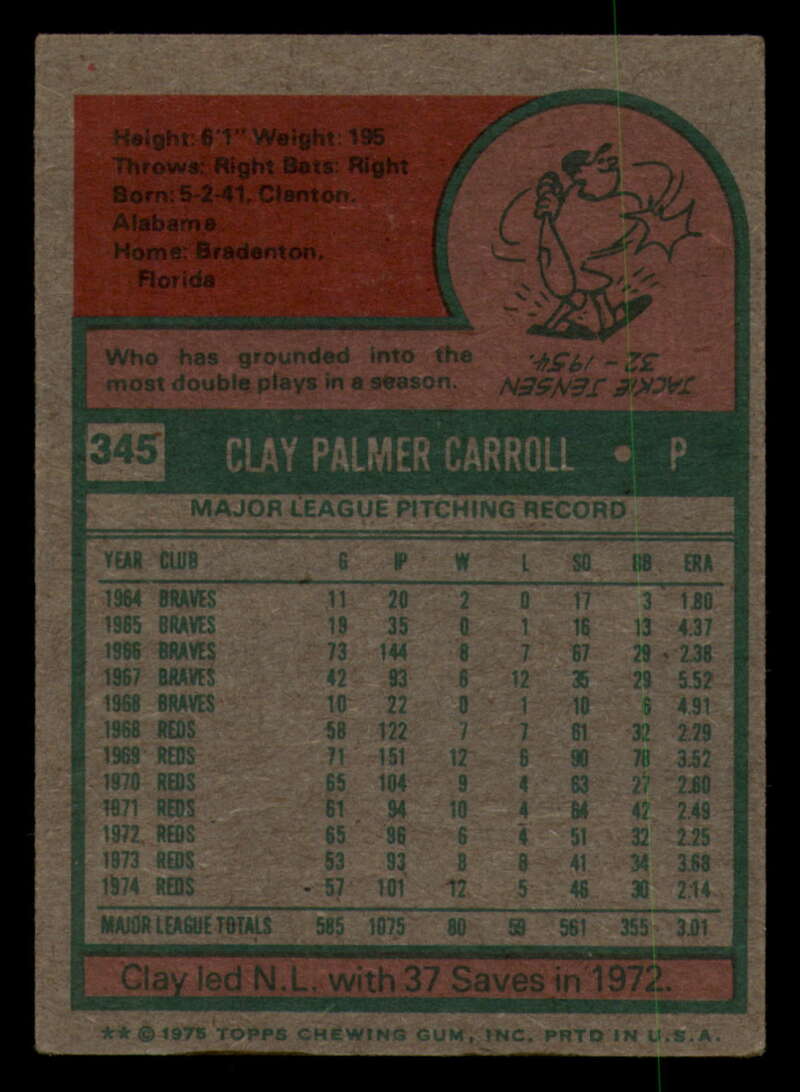 Height: 6'1" Weight: 195
Throws: Right Bats: Right
Born: 5-2-41, Clanton,
Alabama
Home: Bradenton,
Florida
Who has grounded into the
most double plays in a season.
JACKIE JENSEN
32 - 1954.
345 CLAY PALMER CARROLL • P
MAJOR LEAGUE PITCHING RECORD
YEAR CLUB G IP W L SO BB ERA
1964 BRAVES 11 20 2 0 17 3 1.80
1965 BRAVES 19 35 0 1 16 13 4.37
1966 BRAVES 73 144 8 7 67 29 2.38
1967 BRAVES 42 93 6 12 35 29 5.52
1968 BRAVES 10 22 0 1 10 6 4.91
1968 REDS 58 122 7 7 61 32 2.29
1969 REDS 71 151 12 6 90 78 3.52
1970 REDS 65 104 9 4 63 27 2.60
1971 REDS 61 94 10 4 64 42 2.49
1972 REDS 65 96 6 4 51 32 2.25
1973 REDS 53 93 8 8 41 34 3.68
1974 REDS 57 101 12 5 46 30 2.14
MAJOR LEAGUE TOTALS 585 1075 80 59 561 355 3.01
Clay led N.L. with 37 Saves in 1972.
** © 1975 TOPPS CHEWING GUM, INC. PRTD IN U.S.A.